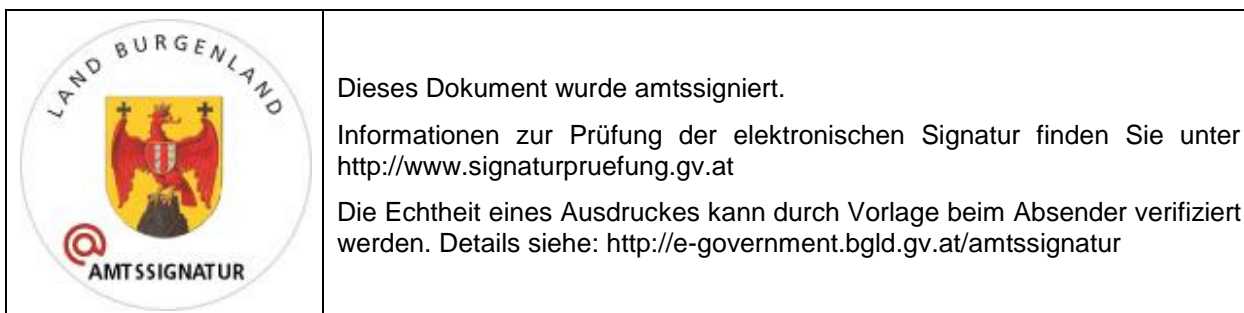 LAND BURGENLAND
@
AMTSSIGNATUR
Dieses Dokument wurde amtssigniert.
Informationen zur Prüfung der elektronischen Signatur finden Sie unter
http://www.signaturpruefung.gv.at
Die Echtheit eines Ausdruckes kann durch Vorlage beim Absender verifiziert
werden. Details siehe: http://e-government.bgld.gv.at/amtssignatur